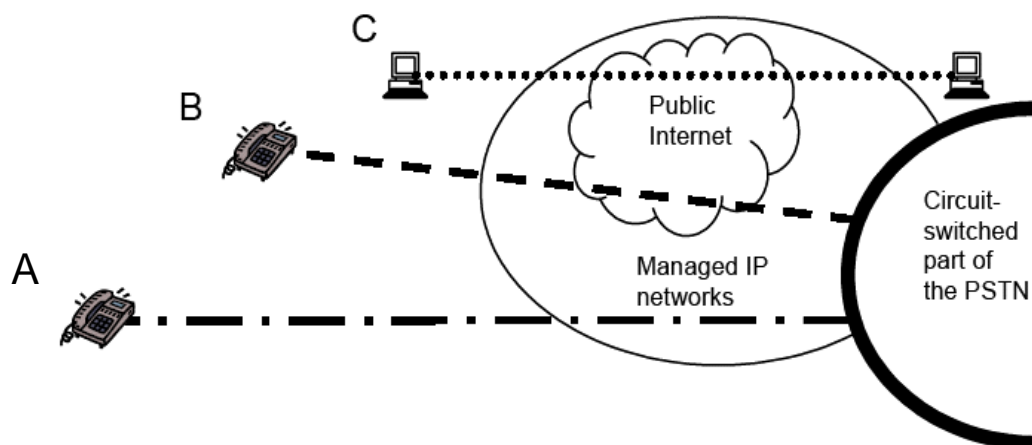 C
B
A
Public
Internet
Managed IP
networks
Circuit-
switched
part of
the PSTN